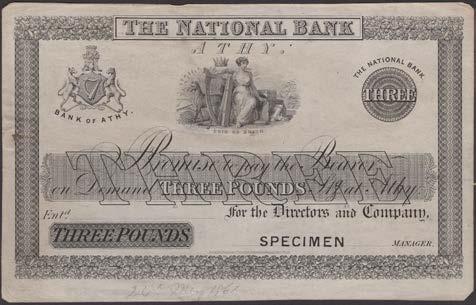 THE NATIONAL BANK
ATHY.
BANK OF ATHY.
ERIN GO BRAGH
THE NATIONAL BANK
THREE
THREE
Promise to pay the Bearer
on Demand THREE POUNDS at Athy
Entd
For the Directors and Company,
THREE POUNDS
SPECIMEN
MANAGER.